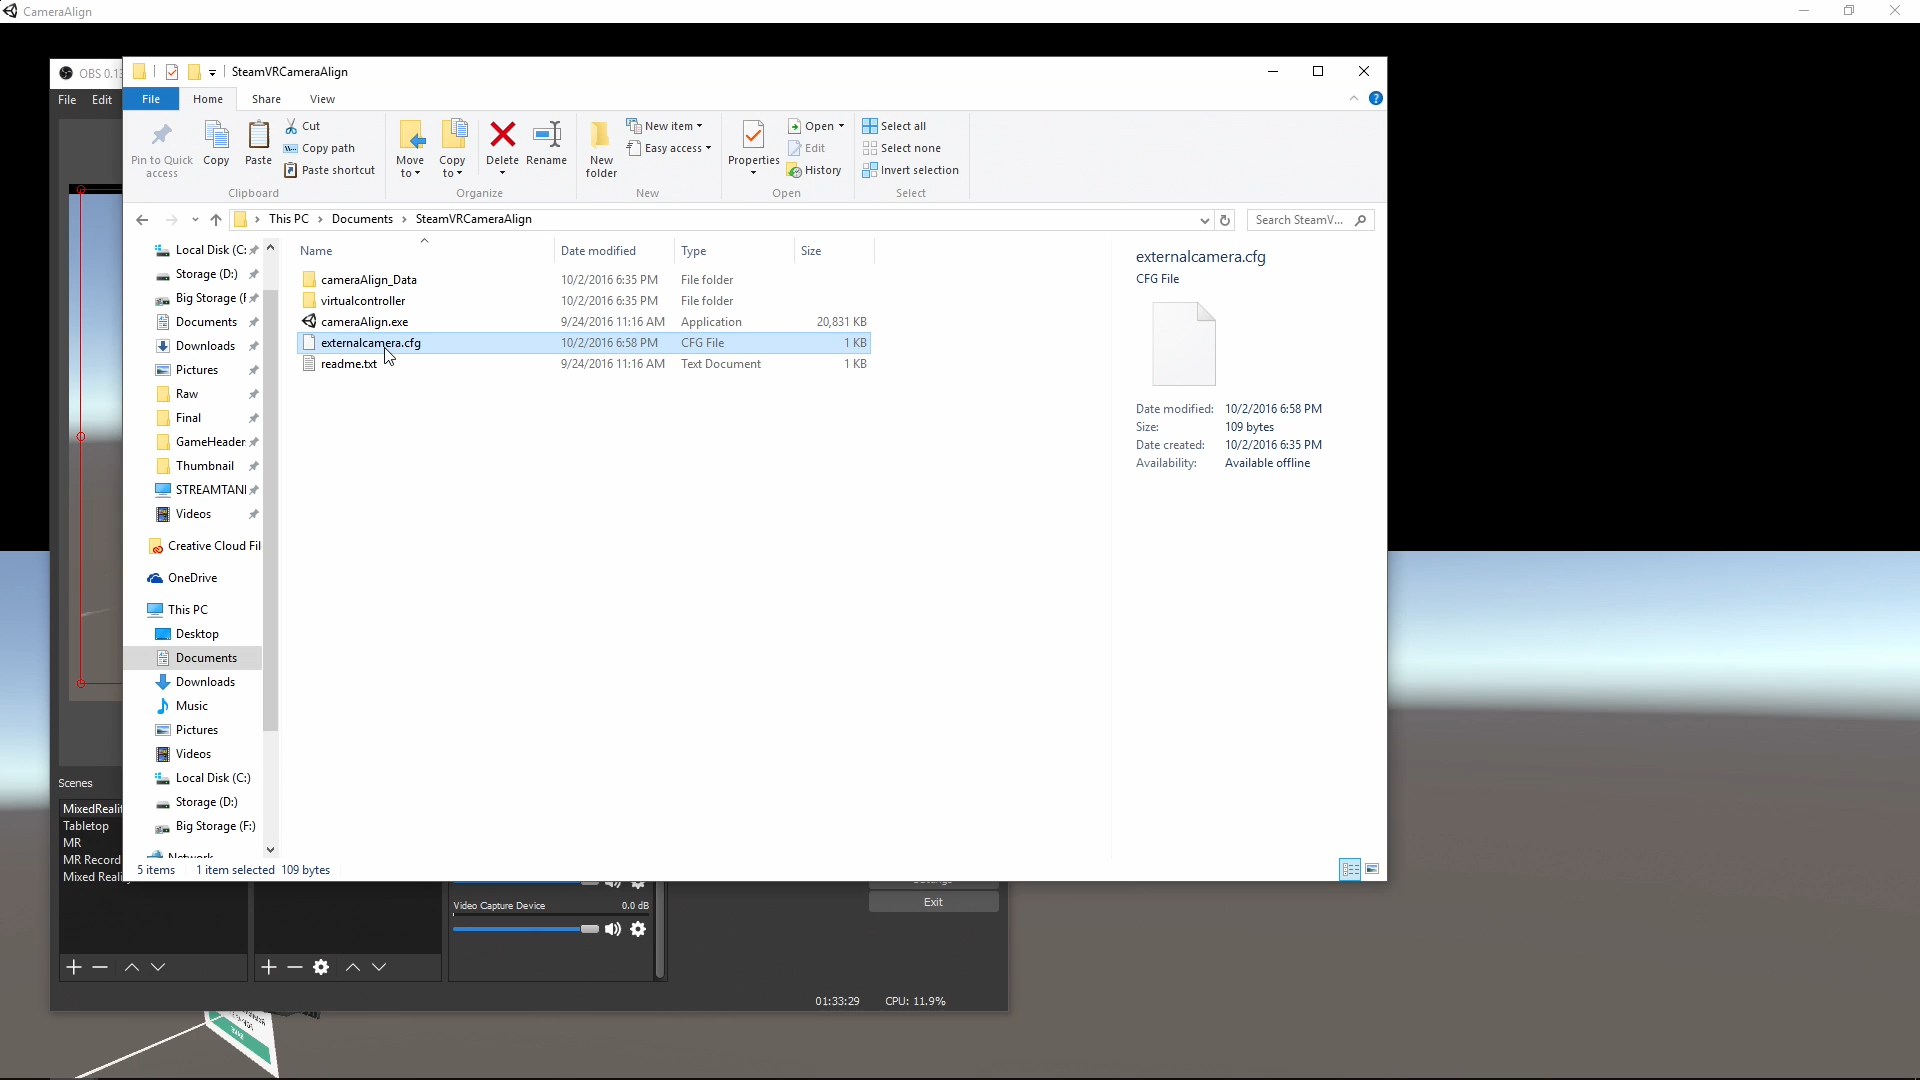 CameraAlign
OBS 0.1
SteamVRCameraAlign
File Edit
File Home Share View
Pin to Quick access
Copy
Paste
Cut
Copy path
Paste shortcut
Move to
Copy to
Delete
Rename
New folder
New item
Easy access
Properties
Open
Edit
History
Select all
Select none
Invert selection
Clipboard
Organize
New
Open
Select
This PC > Documents > SteamVRCameraAlign
Search SteamV...
Name Date modified Type Size
cameraAlign_Data 10/2/2016 6:35 PM File folder
virtualcontroller 10/2/2016 6:35 PM File folder
cameraAlign.exe 9/24/2016 11:16 AM Application 20,831 KB
externalcamera.cfg 10/2/2016 6:58 PM CFG File 1 KB
readme.txt 9/24/2016 11:16 AM Text Document 1 KB
Local Disk (C:
Storage (D:)
Big Storage (F
Documents
Downloads
Pictures
Raw
Final
GameHeader
Thumbnail
STREAMTAN
Videos
Creative Cloud Fil
OneDrive
This PC
Desktop
Documents
Downloads
Music
Pictures
Videos
Local Disk (C:)
Storage (D:)
Big Storage (F:)
Network
externalcamera.cfg
CFG File
Date modified: 10/2/2016 6:58 PM
Size: 109 bytes
Date created: 10/2/2016 6:35 PM
Availability: Available offline
5 items 1 item selected 109 bytes
Scenes
MixedRealit
Tabletop
MR
MR Record
Mixed Reali
Video Capture Device 0.0 dB
Exit
01:33:29 CPU: 11.9%